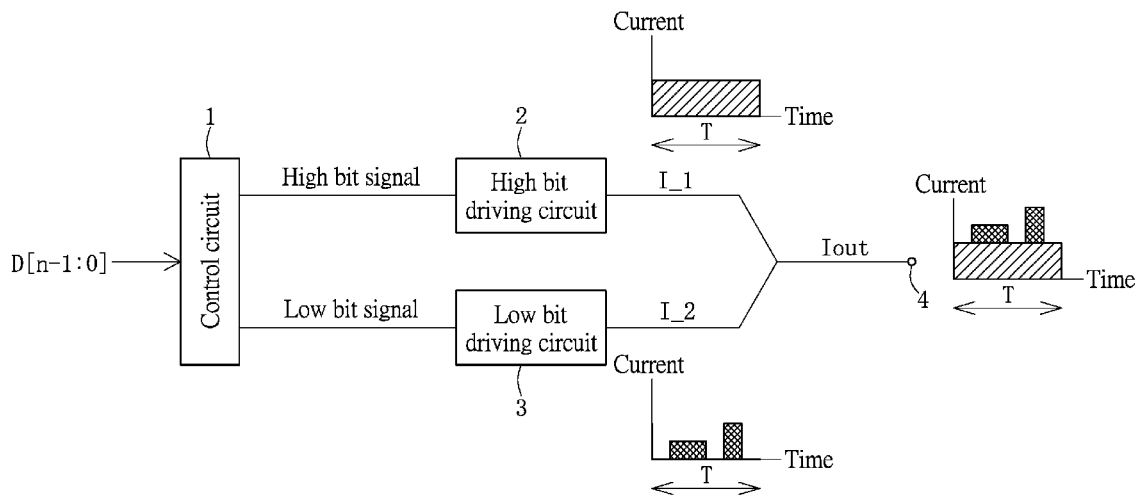 Current
Time
T
1
2
High bit signal
High bit
driving circuit
I_1
Control circuit
D[n-1:0]
Iout
4
Current
Time
T
Low bit signal
Low bit
driving circuit
I_2
3
Current
Time
T